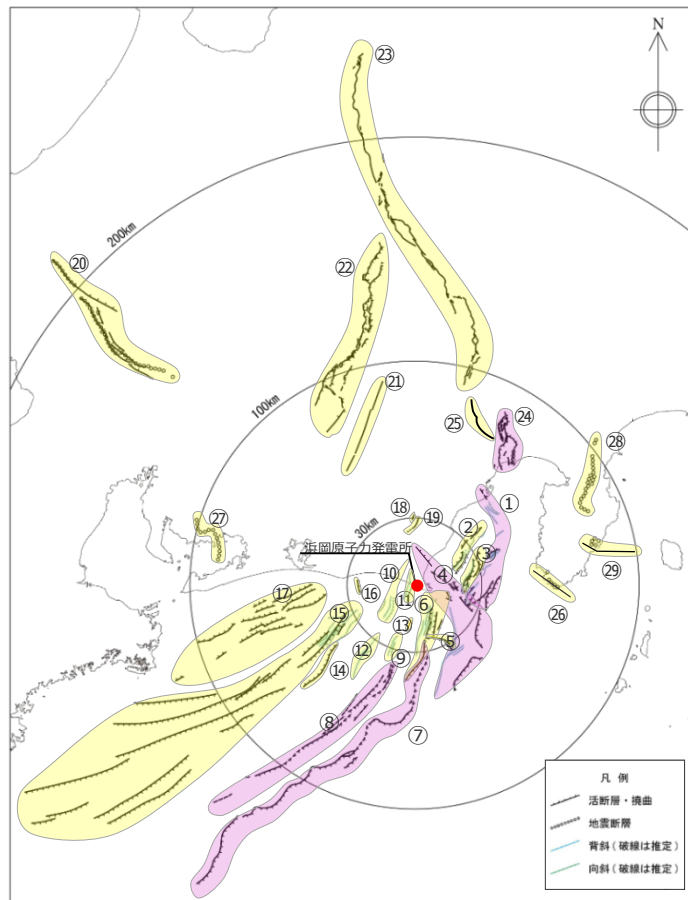 ㉓
N
200km
⑳
㉒
100km
㉑
㉕
㉔
㉘
①
㉗
30km
⑱
⑲
②
浜岡原子力発電所
③
㉙
④
⑩
⑰
⑯
⑪
⑥
㉖
⑮
⑬
⑤
⑫
⑨
⑭
⑧
⑦
凡 例
活断層・撓曲
地震断層
背斜(破線は推定)
向斜(破線は推定)